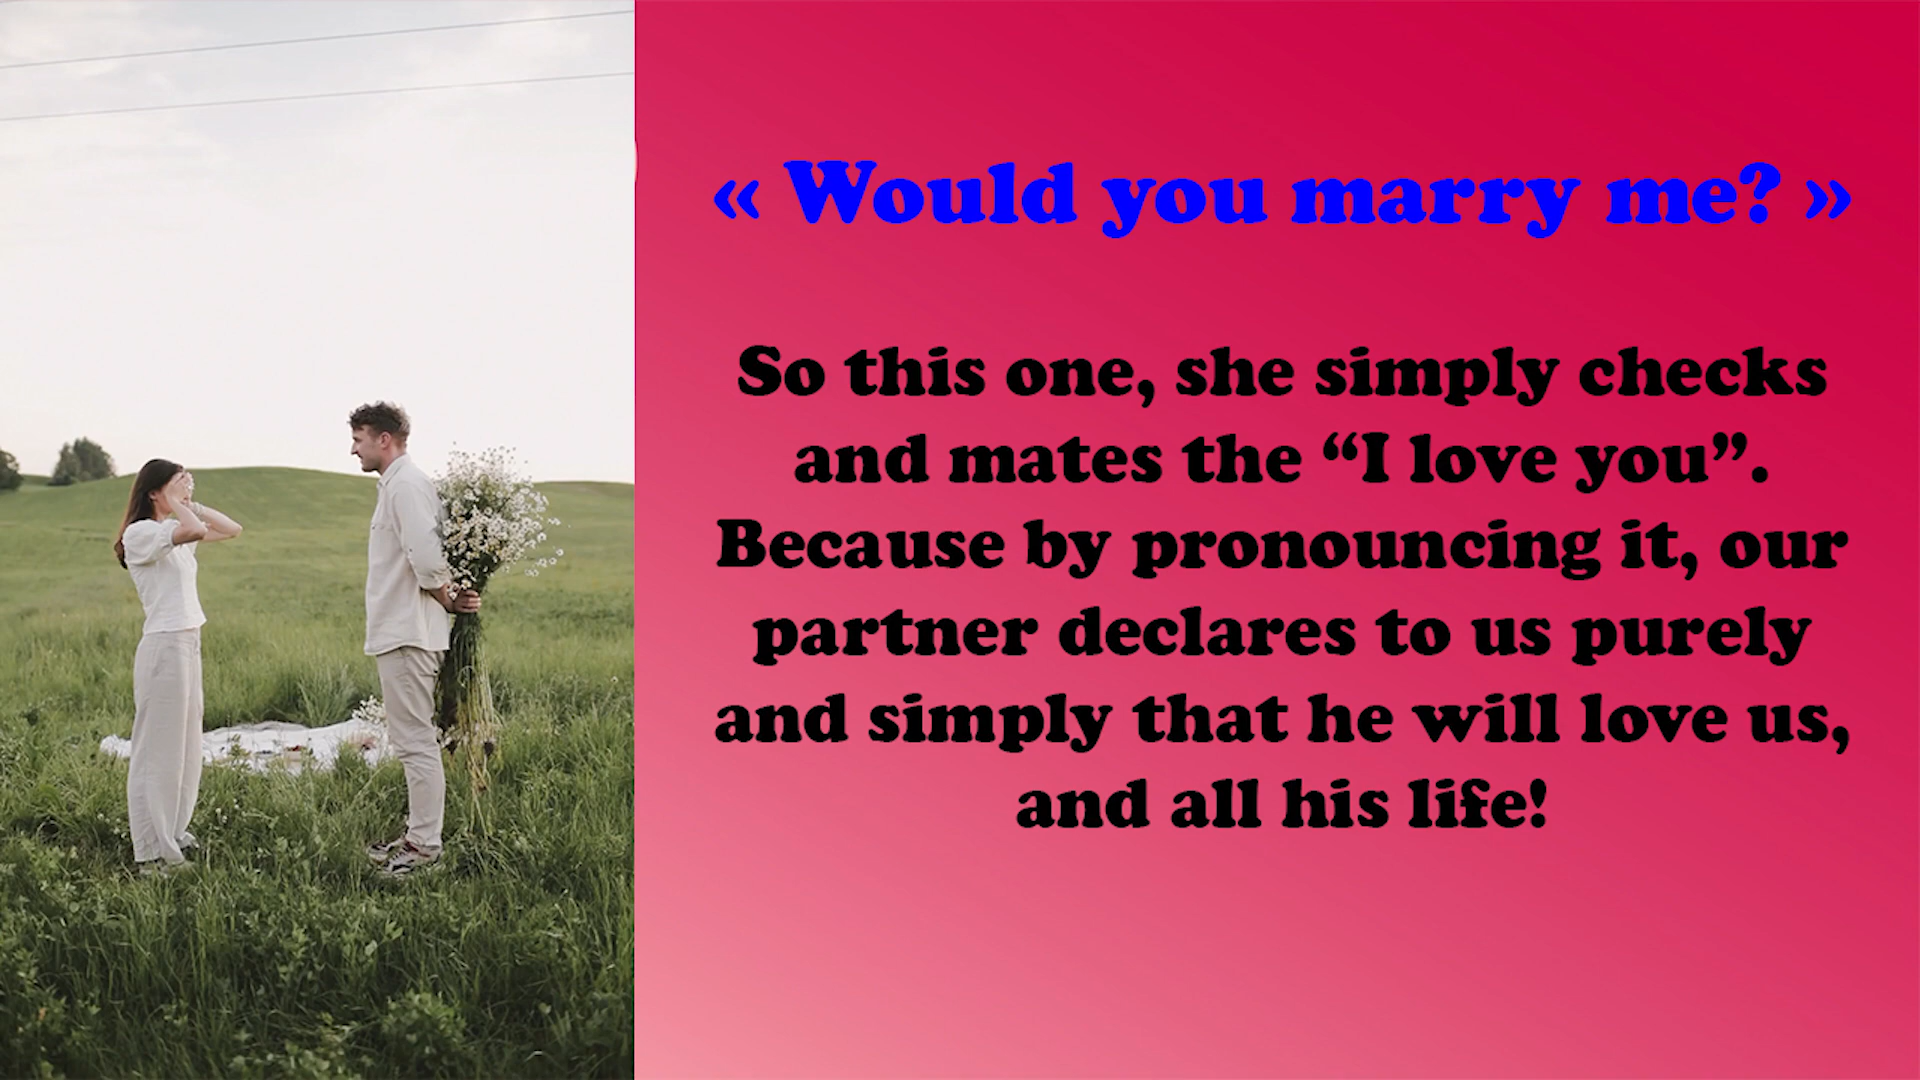 « Would you marry me? »
So this one, she simply checks
and mates the “I love you”.
Because by pronouncing it, our
partner declares to us purely
and simply that he will love us,
and all his life!